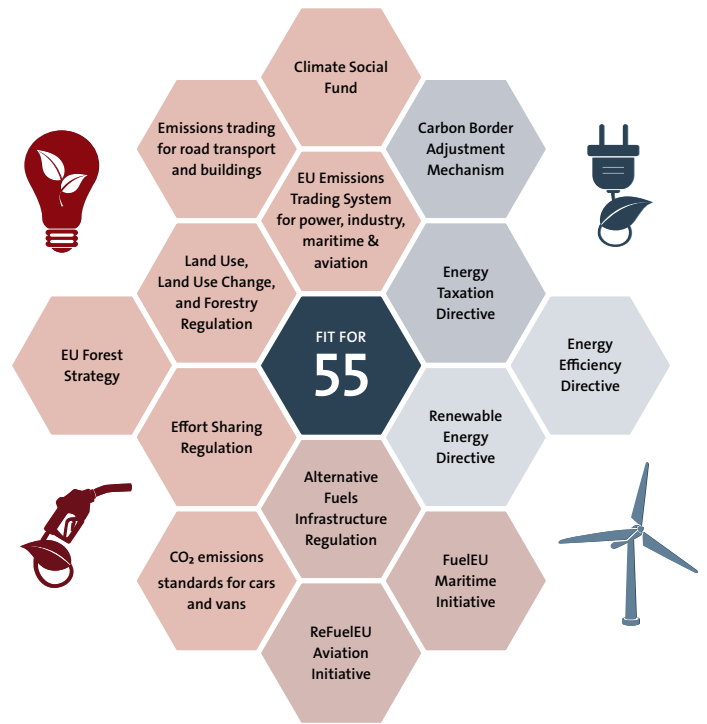 Climate Social
Fund
Emissions trading
for road transport
and buildings
Carbon Border
Adjustment
Mechanism
EU Emissions
Trading System
for power, industry,
maritime &
aviation
Land Use,
Land Use Change,
and Forestry
Regulation
Energy
Taxation
Directive
EU Forest
Strategy
FIT FOR
55
Energy
Efficiency
Directive
Effort Sharing
Regulation
Renewable
Energy
Directive
Alternative
Fuels
Infrastructure
Regulation
CO₂ emissions
standards for cars
and vans
FuelEU
Maritime
Initiative
ReFuelEU
Aviation
Initiative